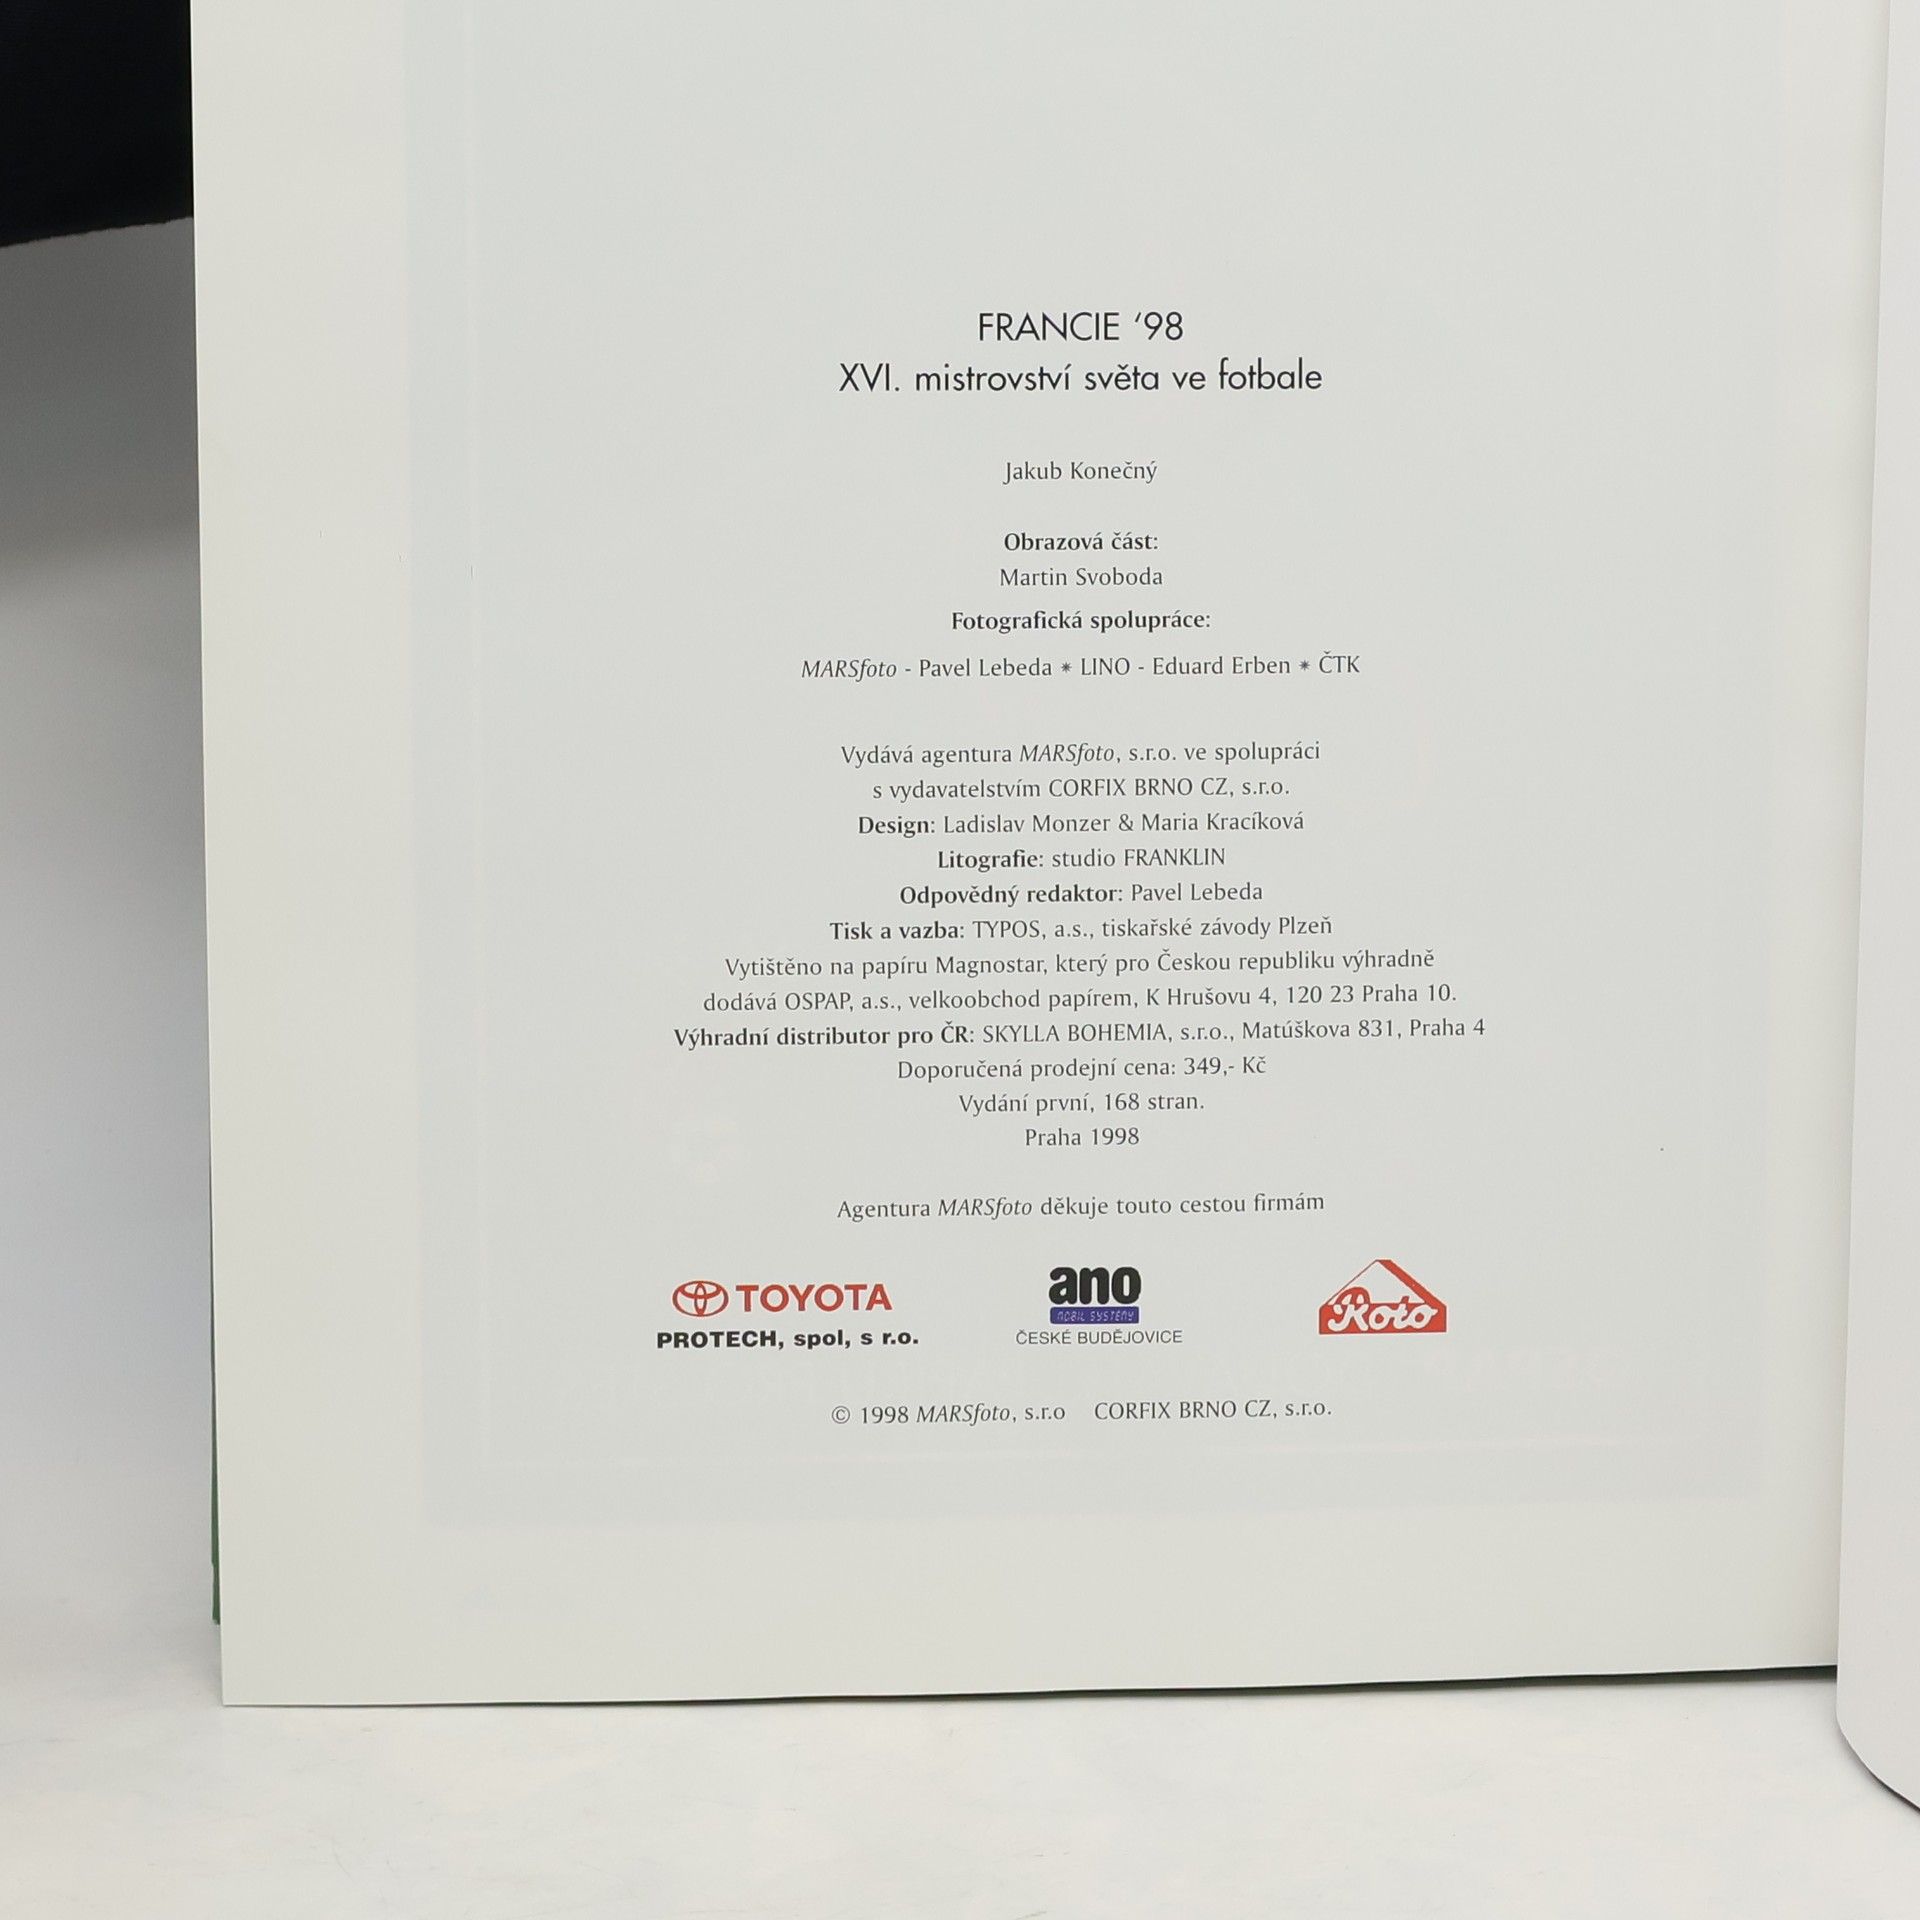 FRANCIE ‘98
XVI. mistrovství světa ve fotbale
Jakub Konečný
Obrazová část:
Martin Svoboda
Fotografická spolupráce:
MARSfoto - Pavel Lebeda * LINO - Eduard Erben * ČTK
Vydává agentura MARSfoto, s.r.o. ve spolupráci
s vydavatelstvím CORFIX BRNO CZ, s.r.o.
Design: Ladislav Monzer & Maria Kracíková
Litografie: studio FRANKLIN
Odpovědný redaktor: Pavel Lebeda
Tisk a vazba: TYPOS, a.s., tiskařské závody Plzeň
Vytištěno na papíru Magnostar, který pro Českou republiku výhradně
dodává OSPAP, a.s., velkoobchod papírem, K Hrušovu 4, 120 23 Praha 10.
Výhradní distributor pro ČR: SKYLLA BOHEMIA, s.r.o., Matúškova 831, Praha 4
Doporučená prodejní cena: 349,- Kč
Vydání první, 168 stran.
Praha 1998
Agentura MARSfoto děkuje touto cestou firmám
TOYOTA
PROTECH, spol, s r.o.
ano
MOBIL SYSTÉMY
ČESKÉ BUDĚJOVICE
Roto
© 1998 MARSfoto, s.r.o CORFIX BRNO CZ, s.r.o.